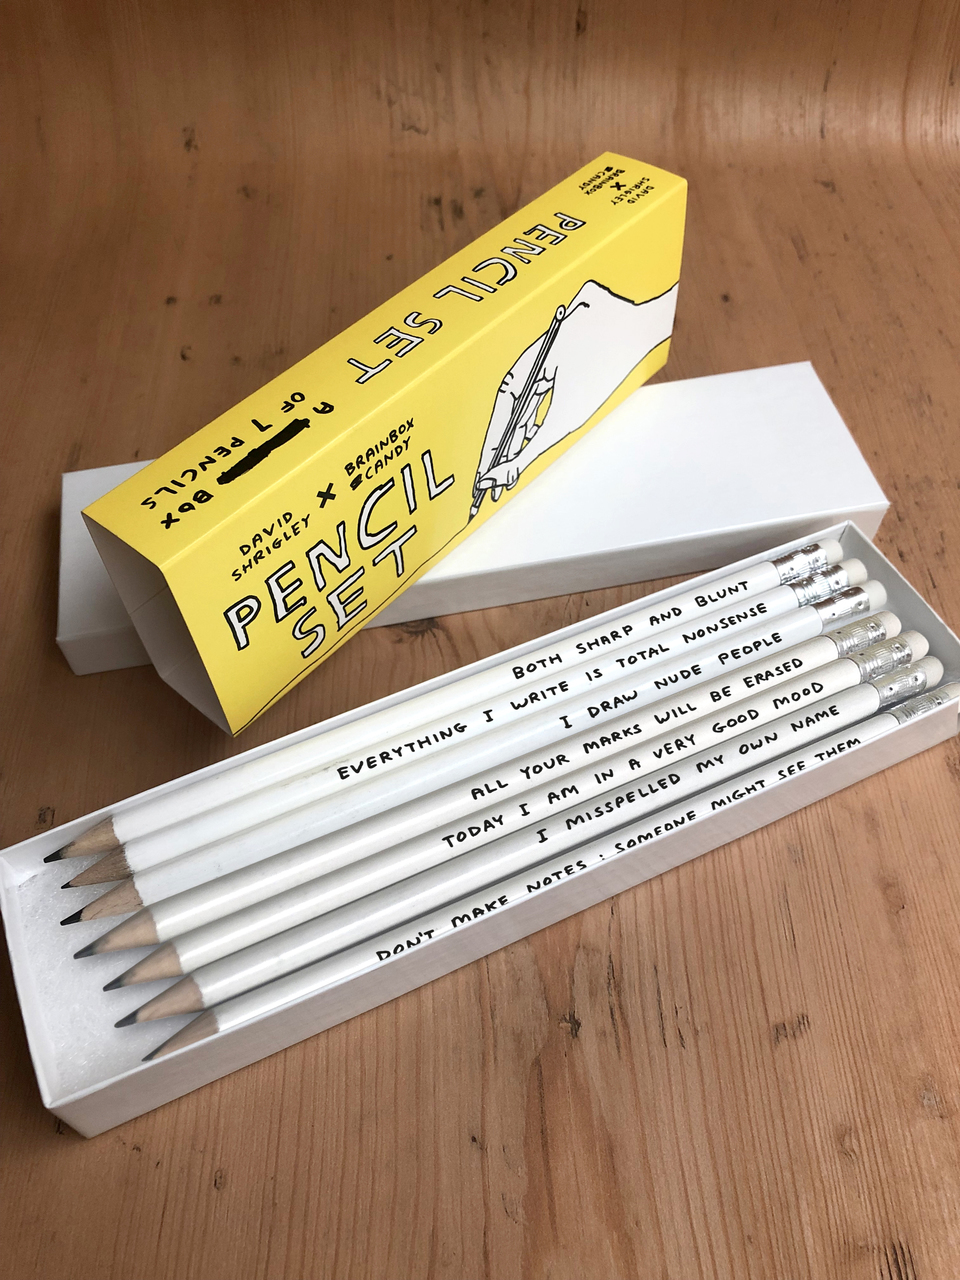 DAVID
SHRIGLEY
X
BRAINBOX
CANDY
PENCIL SET
A
BOX
OF 7 PENCILS
DAVID
SHRIGLEY
X
BRAINBOX
CANDY
PENCIL
SET
BOTH SHARP AND BLUNT
EVERYTHING I WRITE IS TOTAL NONSENSE
I DRAW NUDE PEOPLE
ALL YOUR MARKS WILL BE ERASED
TODAY I AM IN A VERY GOOD MOOD
I MISSPELLED MY OWN NAME
DON'T MAKE NOTES : SOMEONE MIGHT SEE THEM